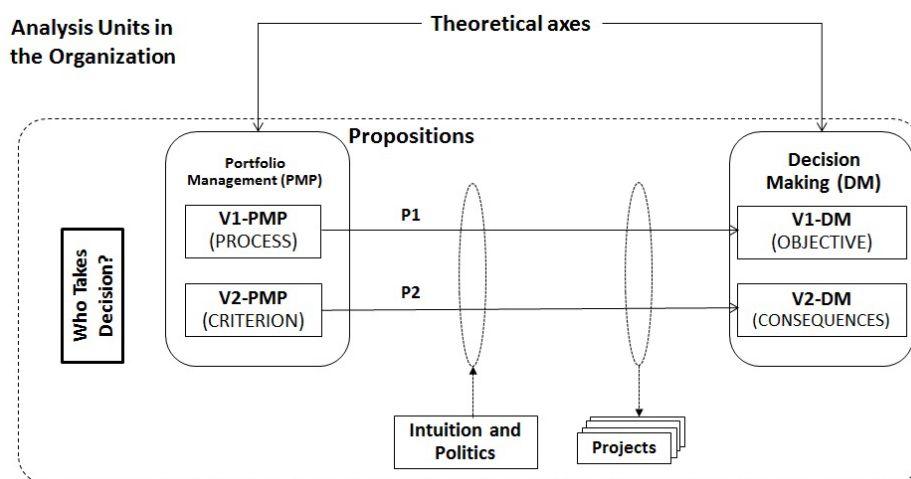 Analysis Units in
the Organization
Theoretical axes
Propositions
Portfolio
Management (PMP)
V1-PMP
(PROCESS)
V2-PMP
(CRITERION)
Who Takes
Decision?
P1
P2
Decision
Making (DM)
V1-DM
(OBJECTIVE)
V2-DM
(CONSEQUENCES)
Intuition and
Politics
Projects